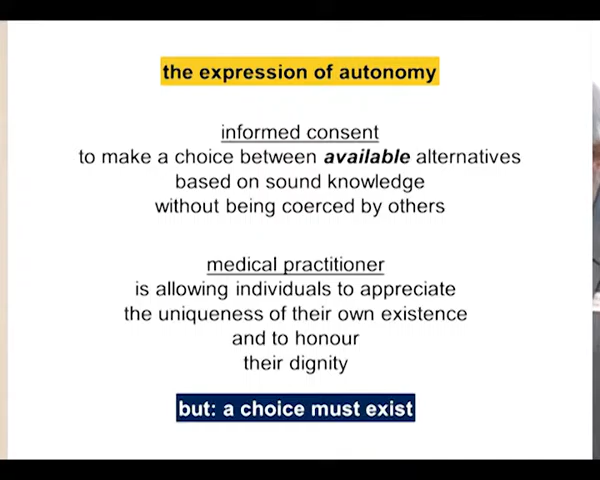 the expression of autonomy
informed consent
to make a choice between available alternatives
based on sound knowledge
without being coerced by others
medical practitioner
is allowing individuals to appreciate
the uniqueness of their own existence
and to honour
their dignity
but: a choice must exist